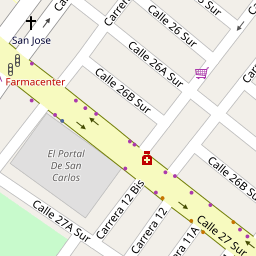 Calle 26 Sur
Carrera
San Jose
Calle 26A Sur
Farmacenter
Calle 26B Sur
El Portal
De San
Carlos
Calle 26B Sur
Carrera 12 Bis
Calle 27A Sur
Carrera 12
Calle 27 Sur
Carrera 11A